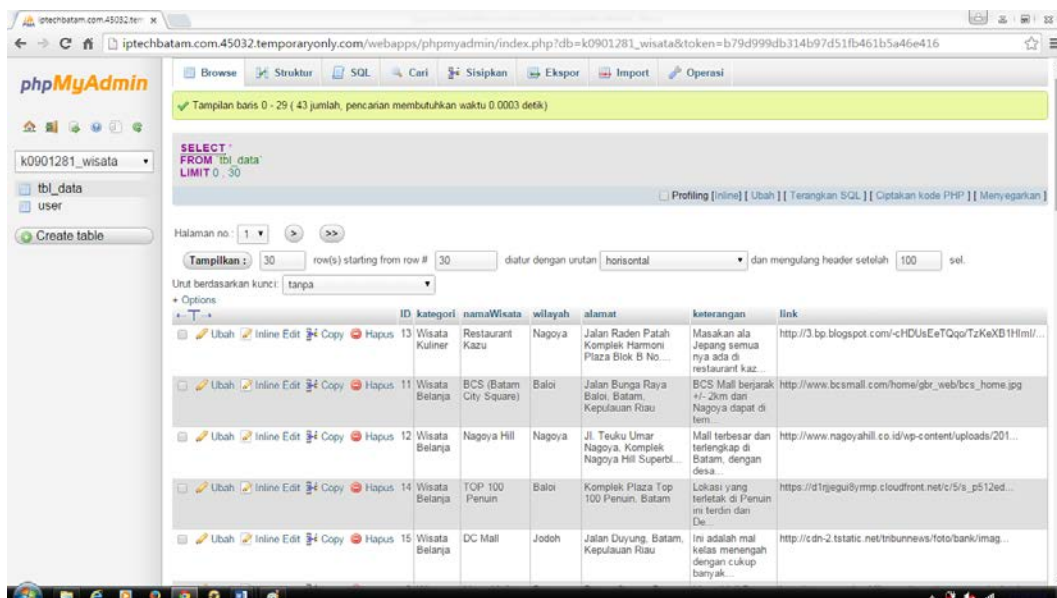 iptechbatam.com.45032.tem
iptechbatam.com.45032.temporaryonly.com/webapps/phpmyadmin/index.php?db=k0901281_wisata&token=b79d999db314b97d51fb461b5a46e416
phpMyAdmin
k0901281_wisata
tbl_data
user
Create table
Browse Struktur SQL Cari Sisipkan Ekspor Import Operasi
Tampilan baris 0 - 29 ( 43 jumlah, pencarian membutuhkan waktu 0.0003 detik)
SELECT *
FROM `tbl_data`
LIMIT 0 , 30
Profiling [Inline] [ Ubah ] [ Terangkan SQL ] [ Ciptakan kode PHP ] [ Menyegarkan ]
Halaman no.: 1 > >>
Tampilkan : 30 row(s) starting from row # 30 diatur dengan urutan horisontal dan mengulang header setelah 100 sel.
Urut berdasarkan kunci: tanpa
+ Options
ID kategori namaWisata wilayah alamat keterangan link
Ubah Inline Edit Copy Hapus 13 Wisata Restaurant Nagoya Jalan Raden Patah Masakan ala http://3.bp.blogspot.com/-cHDUsEeTQqo/TzKeXB1HImI/...
Kuliner Kazu Komplek Harmoni Jepang semua
Plaza Blok B No.... nya ada di
restaurant kaz...
Ubah Inline Edit Copy Hapus 11 Wisata BCS (Batam Baloi Jalan Bunga Raya BCS Mall berjarak http://www.bcsmall.com/home/gbr_web/bcs_home.jpg
Belanja City Square) Baloi, Batam, +/- 2km dari
Kepulauan Riau Nagoya dapat di
tem...
Ubah Inline Edit Copy Hapus 12 Wisata Nagoya Hill Nagoya Jl. Teuku Umar Mall terbesar dan http://www.nagoyahill.co.id/wp-content/uploads/201...
Belanja Nagoya, Komplek terlengkap di
Nagoya Hill Superbl... Batam, dengan
desa...
Ubah Inline Edit Copy Hapus 14 Wisata TOP 100 Baloi Komplek Plaza Top Lokasi yang https://d1rjjegui8yrmp.cloudfront.net/c/5/s_p512ed...
Belanja Penuin 100 Penuin, Batam terletak di Penuin
ini terdiri dari
De...
Ubah Inline Edit Copy Hapus 15 Wisata DC Mall Jodoh Jalan Duyung, Batam, Ini adalah mal http://cdn-2.tstatic.net/tribunnews/foto/bank/imag...
Belanja Kepulauan Riau kelas menengah
dengan cukup
banyak...